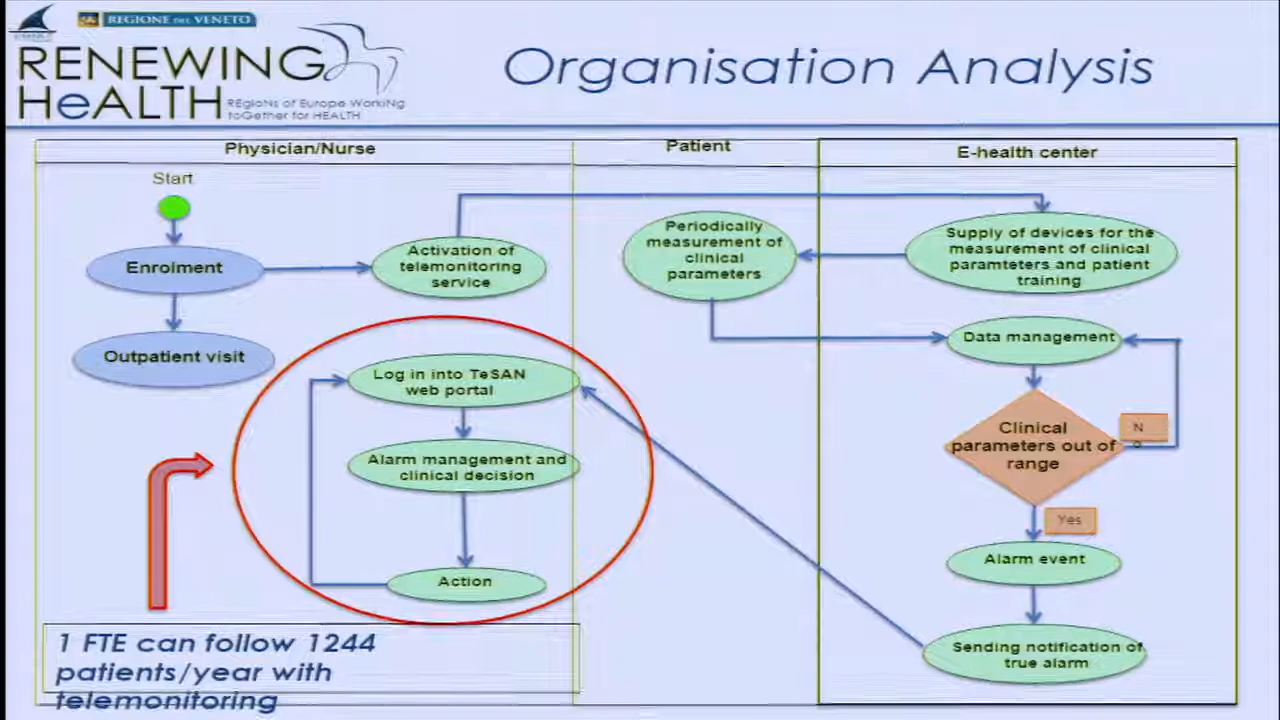 REGIONE DEL VENETO
RENEWING
HeALTH
REgioNs of Europe WorkiNg
toGether for HEALTH
Organisation Analysis
Physician/Nurse
Patient
E-health center
Start
Enrolment
Outpatient visit
Activation of
telemonitoring
service
Periodically
measurement of
clinical
parameters
Supply of devices for the
measurement of clinical
paramteters and patient
training
Data management
Clinical
parameters out of
range
N
o
Yes
Alarm event
Sending notification of
true alarm
Log in into TeSAN
web portal
Alarm management and
clinical decision
Action
1 FTE can follow 1244
patients/year with
telemonitoring